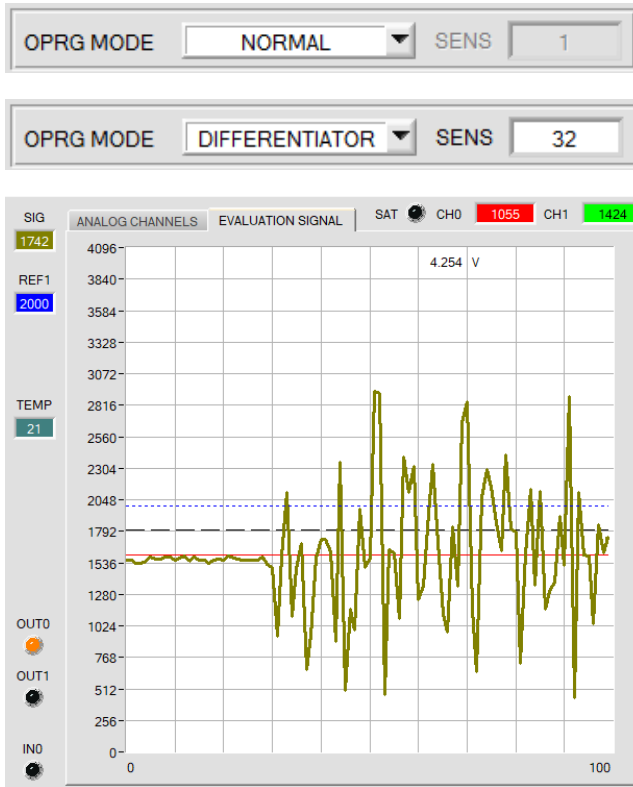 OPRG MODE NORMAL SENS 1
OPRG MODE DIFFERENTIATOR SENS 32
SIG ANALOG CHANNELS EVALUATION SIGNAL SAT CH0 1055 CH1 1424
1742
4096
4.254 V
REF1
3840
2000
3584
3328
3072
TEMP
2816
21
2560
2304
2048
1792
1536
1280
OUT0
1024
768
OUT1
512
256
IN0
0
0 100